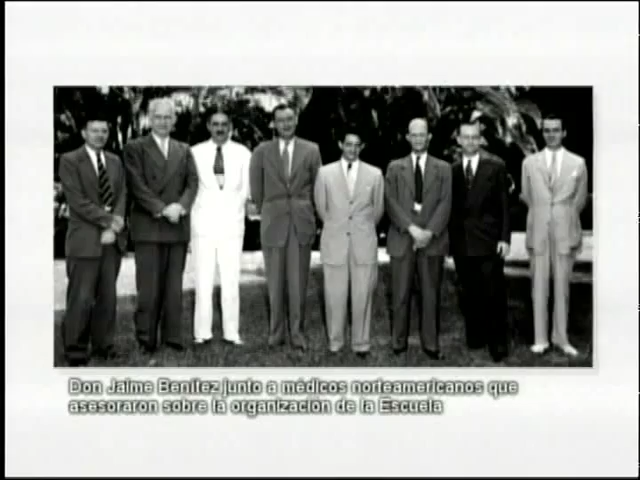 Don Jaime Benítez junto a médicos norteamericanos que
asesoraron sobre la organización de la Escuela